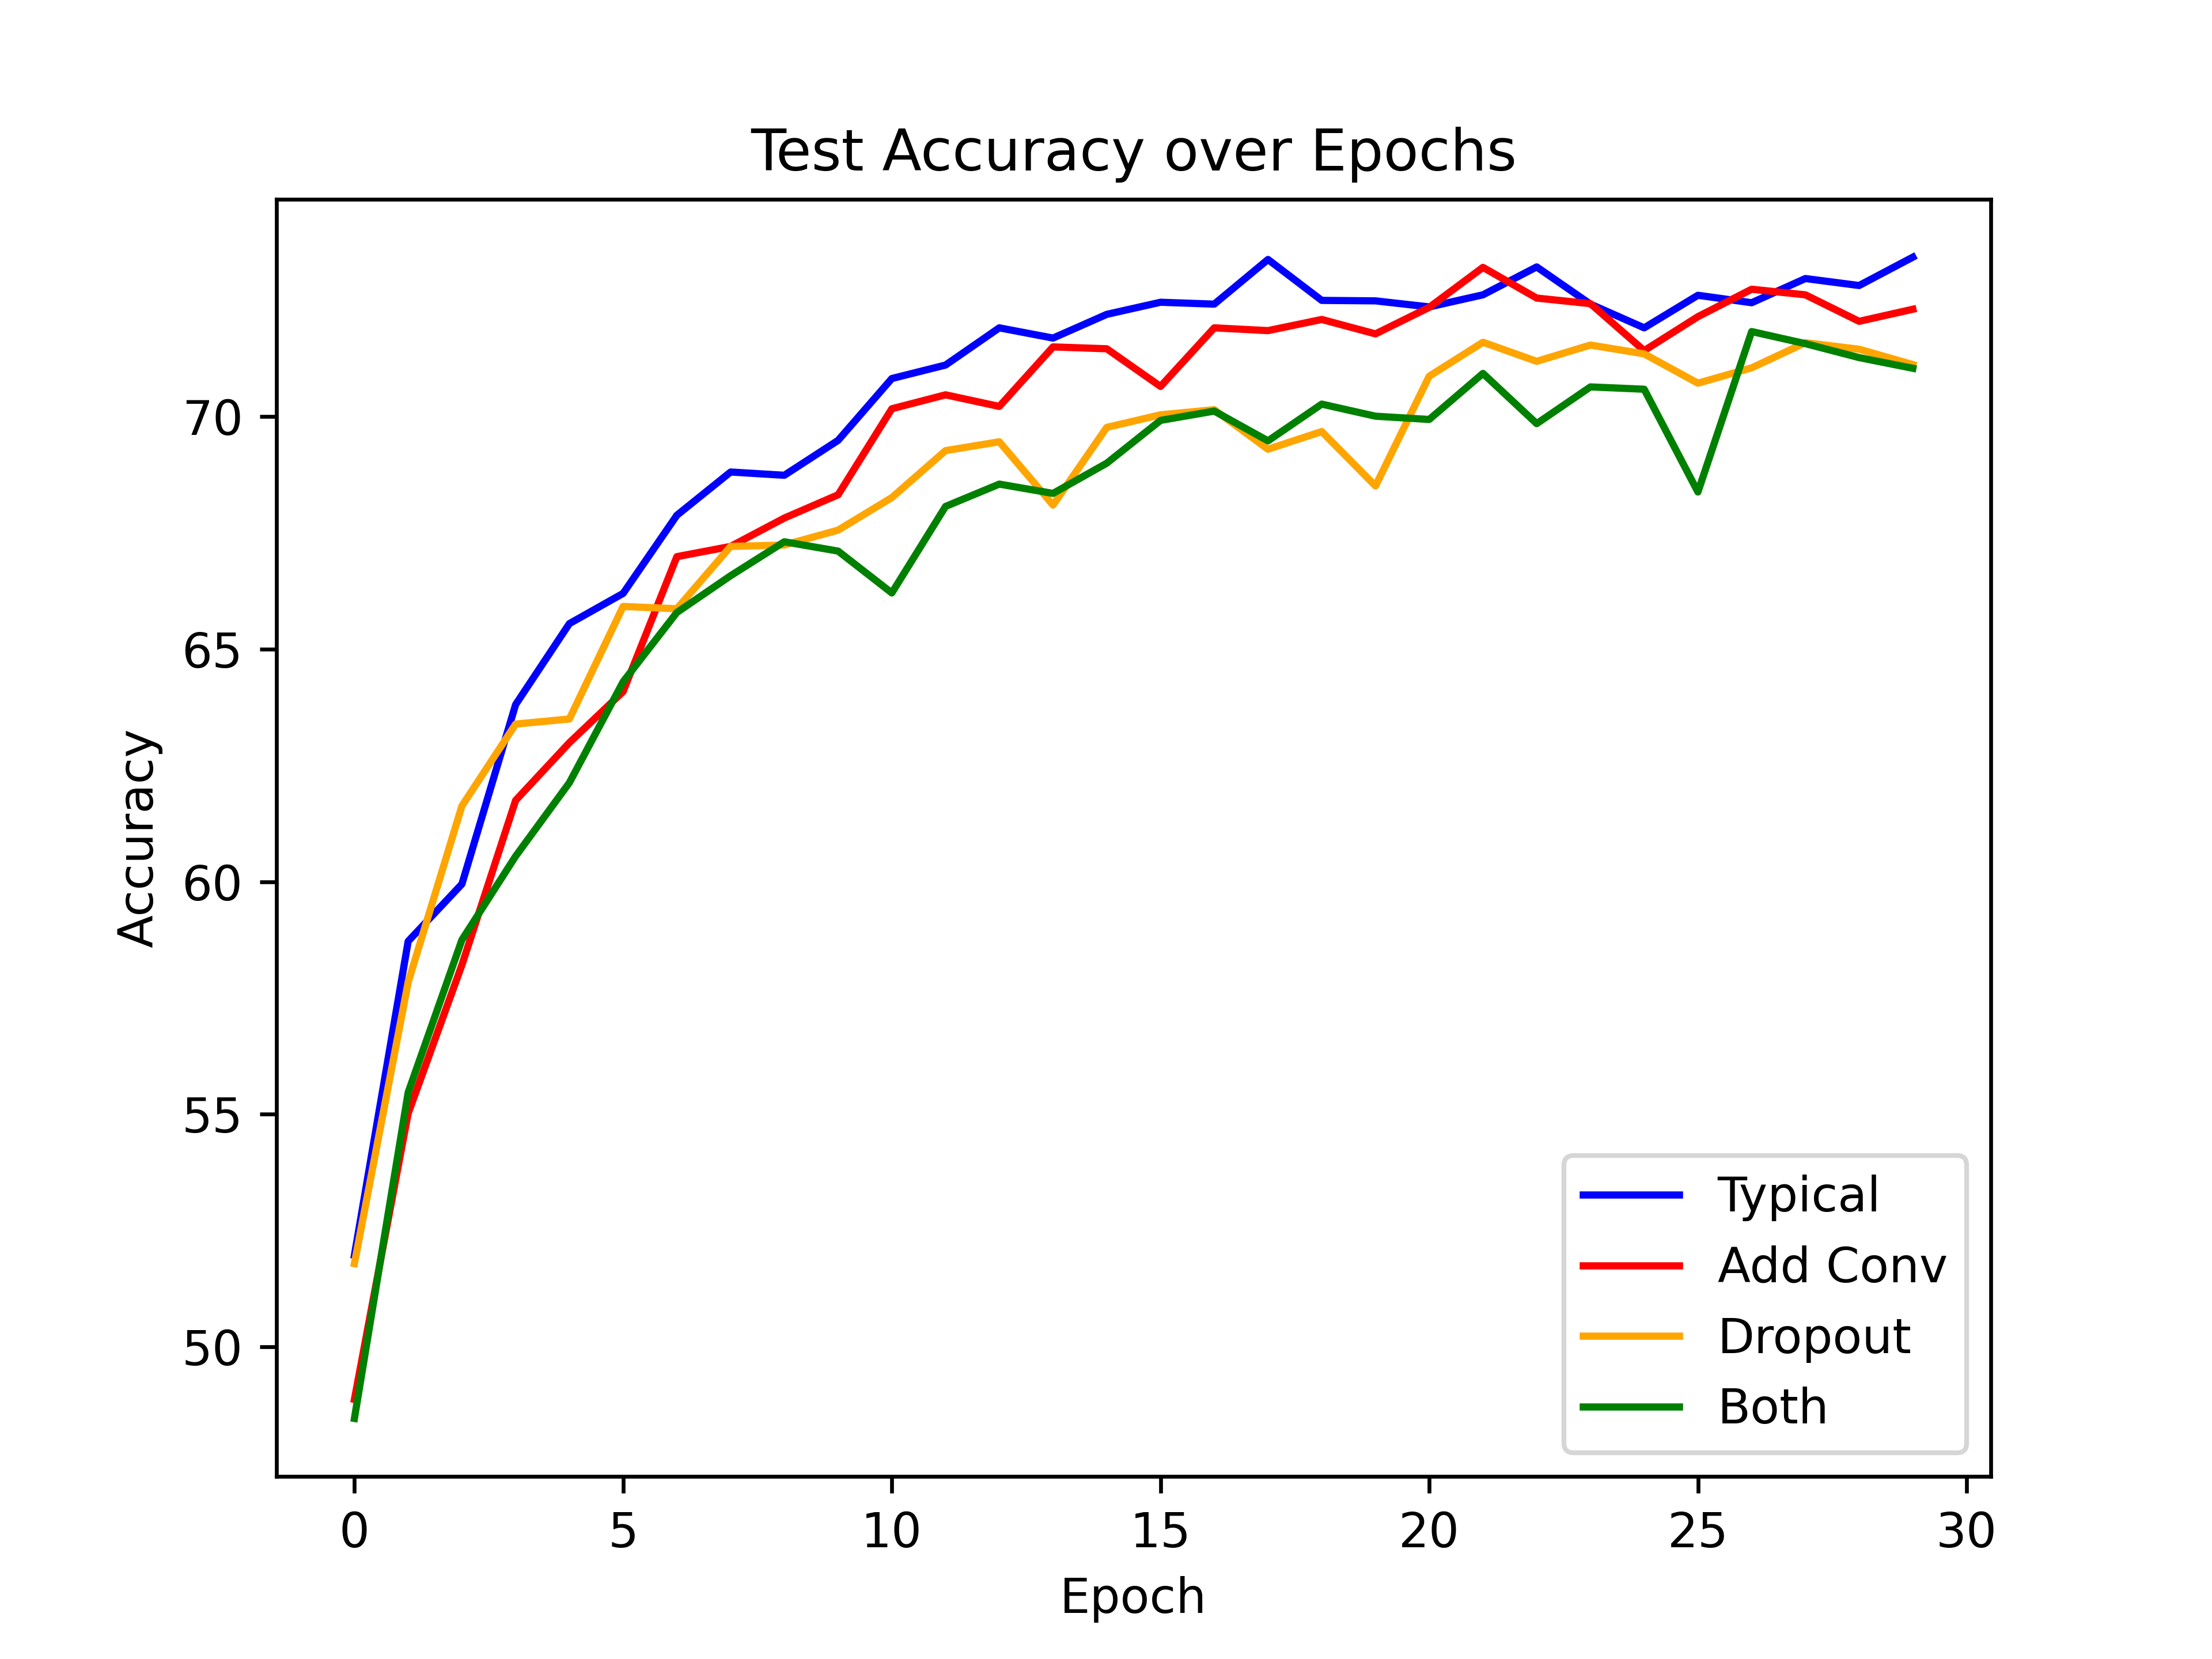 Test Accuracy over Epochs
Accuracy
70
65
60
55
50
0 5 10 15 20 25 30
Epoch
Typical
Add Conv
Dropout
Both